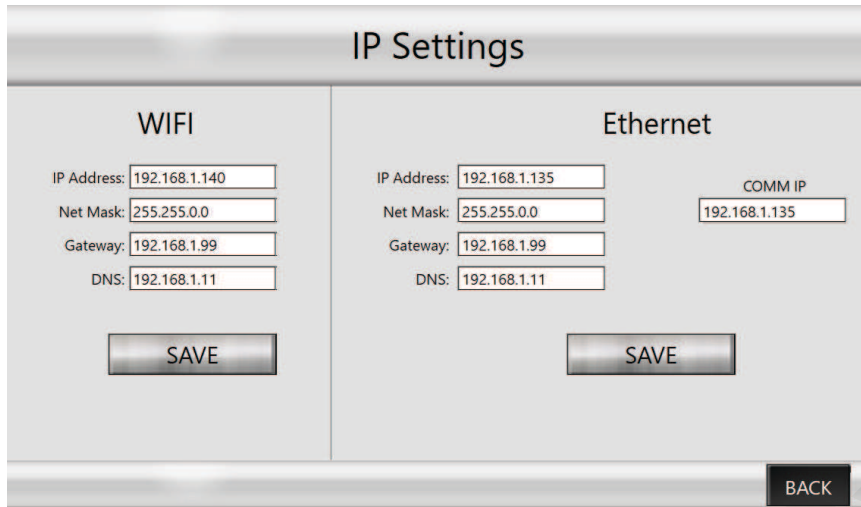 IP Settings
WIFI
IP Address: 192.168.1.140
Net Mask: 255.255.0.0
Gateway: 192.168.1.99
DNS: 192.168.1.11
SAVE
Ethernet
IP Address: 192.168.1.135
Net Mask: 255.255.0.0
Gateway: 192.168.1.99
DNS: 192.168.1.11
COMM IP
192.168.1.135
SAVE
BACK